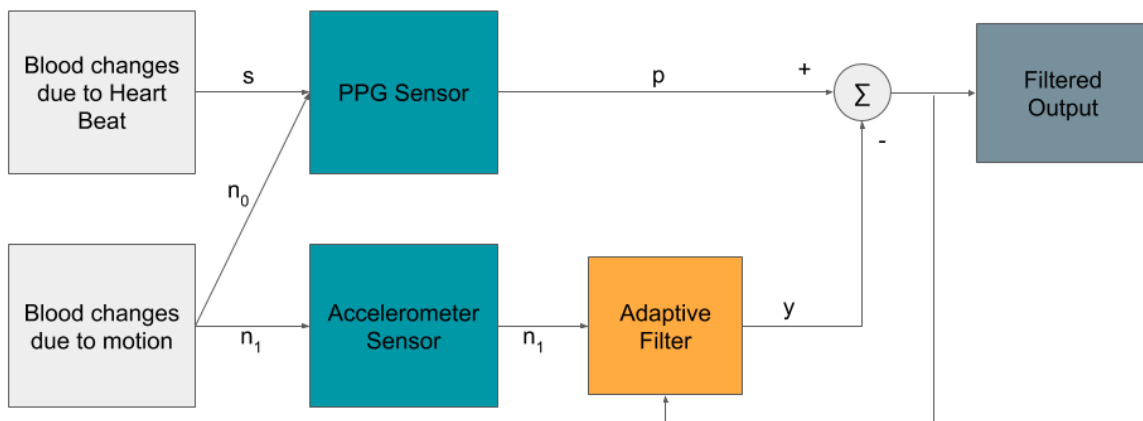 Blood changes
due to Heart
Beat
s
PPG Sensor
p
+
Σ
-
Filtered
Output
n₀
Blood changes
due to motion
n₁
Accelerometer
Sensor
n₁
Adaptive
Filter
y